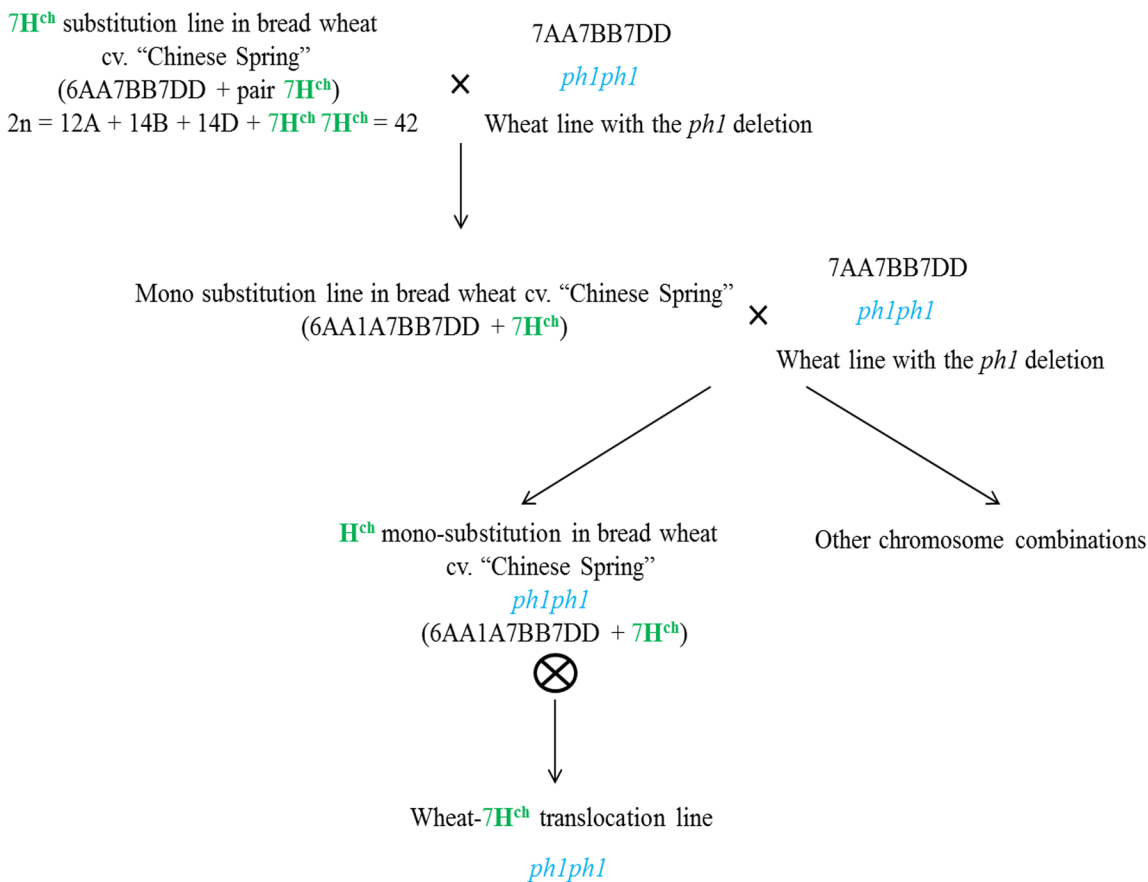 7Hch substitution line in bread wheat
cv. “Chinese Spring”
(6AA7BB7DD + pair 7Hch)
2n = 12A + 14B + 14D + 7Hch 7Hch = 42
×
7AA7BB7DD
ph1ph1
Wheat line with the ph1 deletion
Mono substitution line in bread wheat cv. “Chinese Spring”
(6AA1A7BB7DD + 7Hch)
×
7AA7BB7DD
ph1ph1
Wheat line with the ph1 deletion
Hch mono-substitution in bread wheat
cv. “Chinese Spring”
ph1ph1
(6AA1A7BB7DD + 7Hch)
Other chromosome combinations
Wheat-7Hch translocation line
ph1ph1